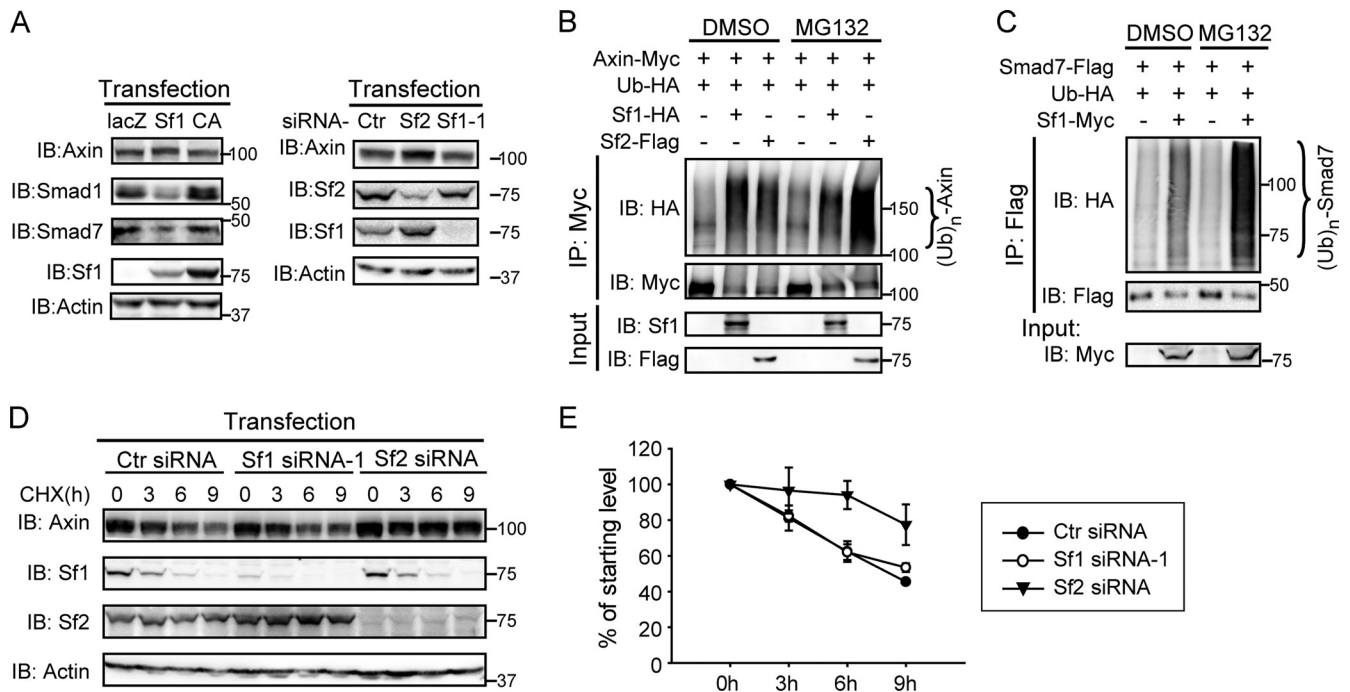 A
Transfection
lacZ Sf1 CA
IB:Axin
–100
IB:Smad1
50
IB:Smad7
50
IB:Sf1
–75
IB:Actin
–37
Transfection
siRNA- Ctr Sf2 Sf1-1
IB:Axin
–100
IB:Sf2
–75
IB:Sf1
–75
IB:Actin
–37
B
DMSO MG132
Axin-Myc + + + + + +
Ub-HA + + + + + +
Sf1-HA - + - - + -
Sf2-Flag - - + - - +
IP: Myc
IB: HA
150
100
(Ub)n-Axin
IB: Myc
100
Input
IB: Sf1
–75
IB: Flag
–75
C
DMSO MG132
Smad7-Flag + + + +
Ub-HA + + + +
Sf1-Myc - + - +
IP: Flag
IB: HA
100
75
(Ub)n-Smad7
50
IB: Flag
Input:
IB: Myc
–75
D
Transfection
Ctr siRNA Sf1 siRNA-1 Sf2 siRNA
CHX(h) 0 3 6 9 0 3 6 9 0 3 6 9
IB: Axin
–100
IB: Sf1
–75
IB: Sf2
–75
IB: Actin
37
E
% of starting level
120
100
80
60
40
20
0
0h 3h 6h 9h
Ctr siRNA
Sf1 siRNA-1
Sf2 siRNA